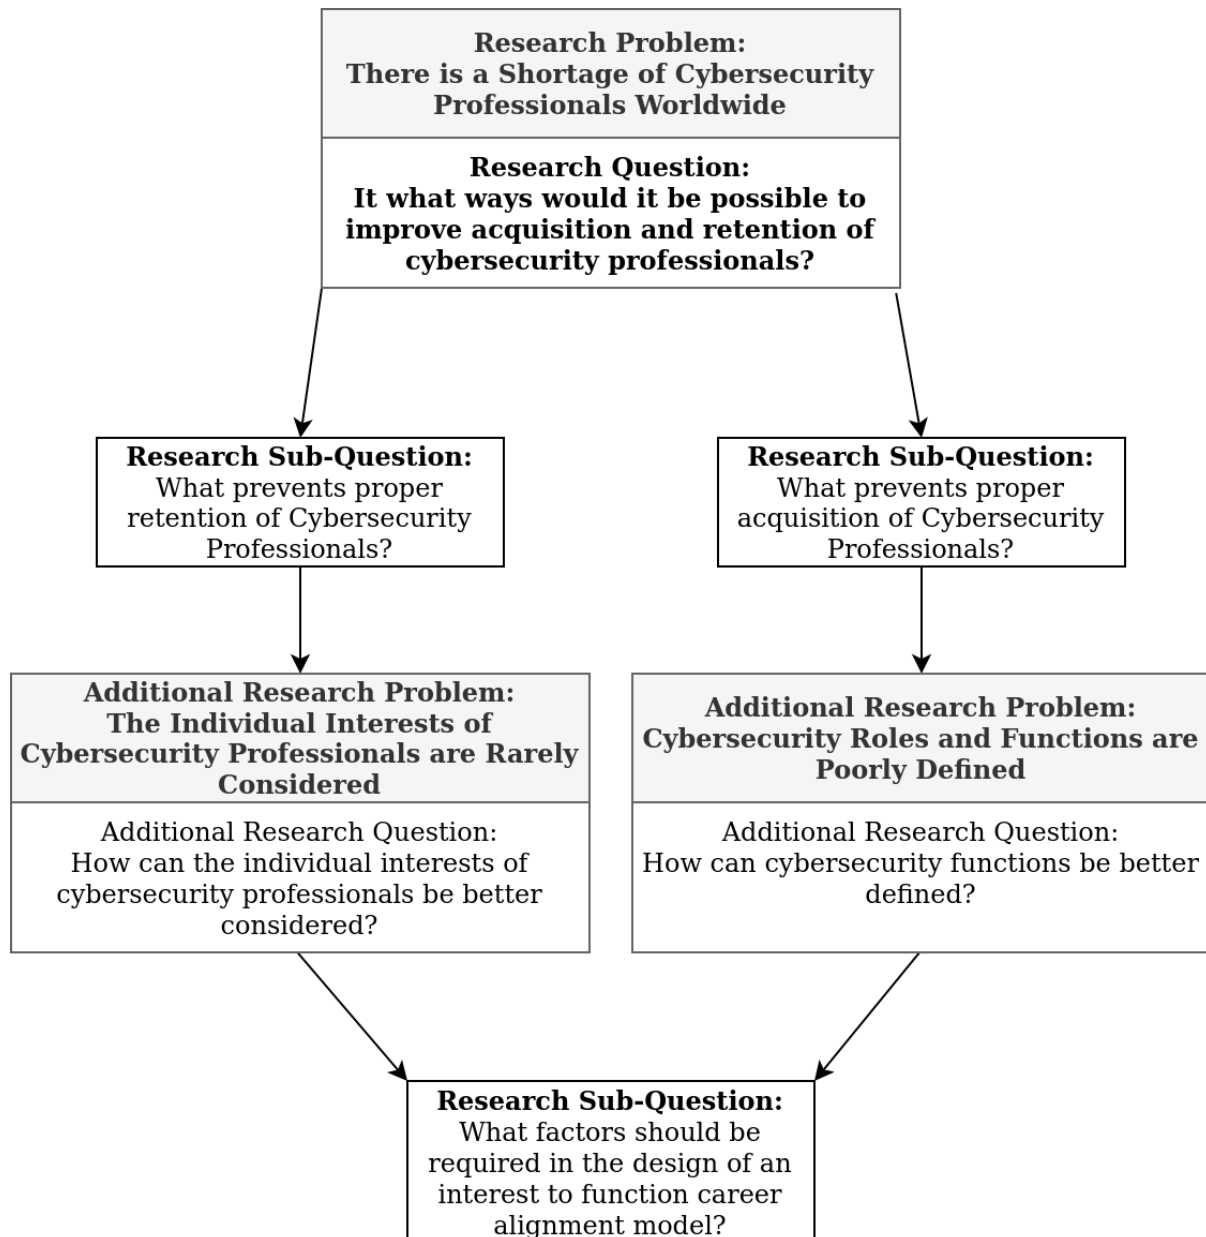 Research Problem:
There is a Shortage of Cybersecurity
Professionals Worldwide
Research Question:
It what ways would it be possible to
improve acquisition and retention of
cybersecurity professionals?
Research Sub-Question:
What prevents proper
retention of Cybersecurity
Professionals?
Research Sub-Question:
What prevents proper
acquisition of Cybersecurity
Professionals?
Additional Research Problem:
The Individual Interests of
Cybersecurity Professionals are Rarely
Considered
Additional Research Question:
How can the individual interests of
cybersecurity professionals be better
considered?
Additional Research Problem:
Cybersecurity Roles and Functions are
Poorly Defined
Additional Research Question:
How can cybersecurity functions be better
defined?
Research Sub-Question:
What factors should be
required in the design of an
interest to function career
alignment model?